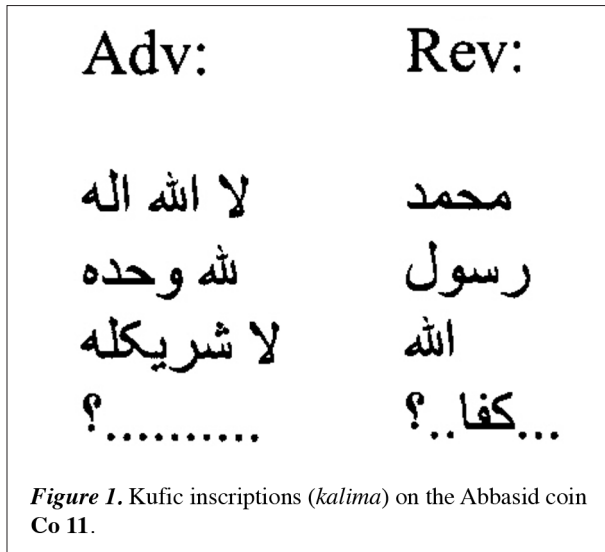 Adv:
لا الله اله
لله وحده
لا شريكله
..........؟
Rev:
محمد
رسول
الله
...كفا..؟
Figure 1. Kufic inscriptions (kalima) on the Abbasid coin
Co 11.